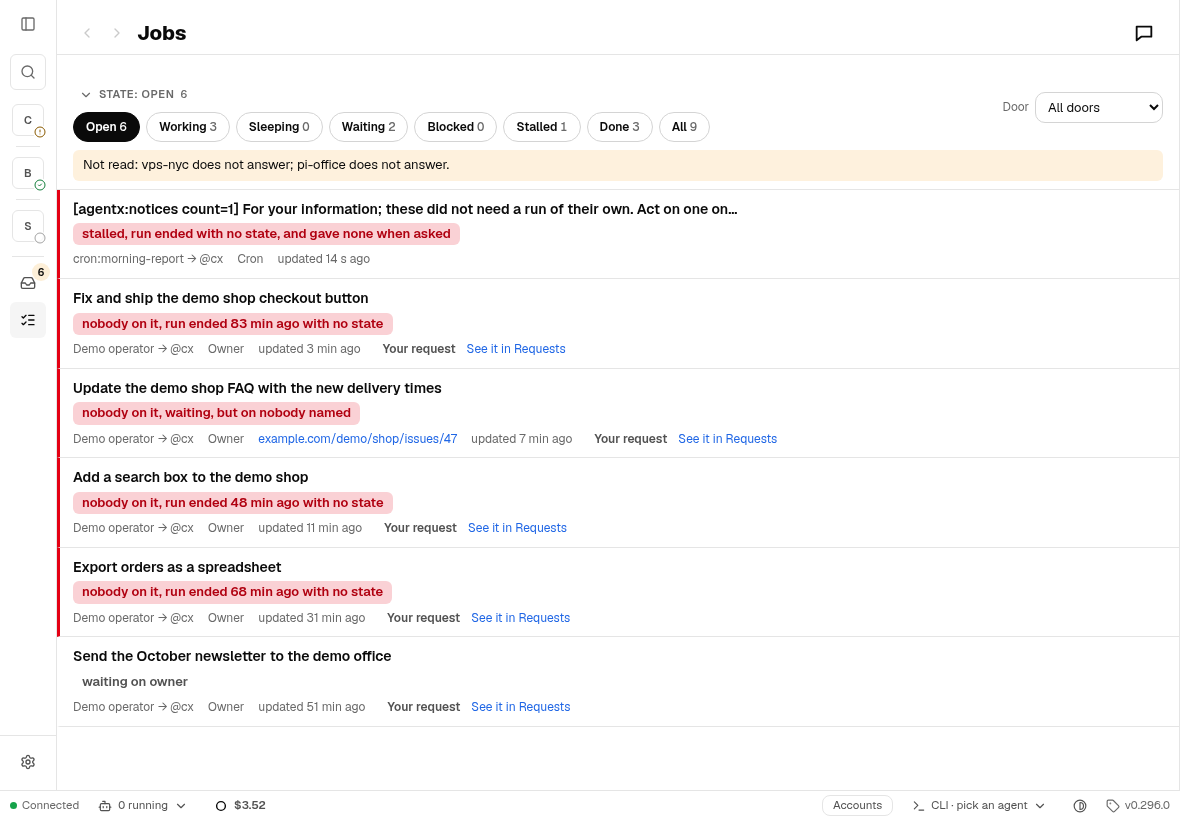 Jobs
C
B
S
6
STATE: OPEN 6
Door
All doors
Open 6
Working 3
Sleeping 0
Waiting 2
Blocked 0
Stalled 1
Done 3
All 9
Not read: vps-nyc does not answer; pi-office does not answer.
[agentx:notices count=1] For your information; these did not need a run of their own. Act on one on...
stalled, run ended with no state, and gave none when asked
cron:morning-report → @cx Cron updated 14 s ago
Fix and ship the demo shop checkout button
nobody on it, run ended 83 min ago with no state
Demo operator → @cx Owner updated 3 min ago Your request See it in Requests
Update the demo shop FAQ with the new delivery times
nobody on it, waiting, but on nobody named
Demo operator → @cx Owner example.com/demo/shop/issues/47 updated 7 min ago Your request See it in Requests
Add a search box to the demo shop
nobody on it, run ended 48 min ago with no state
Demo operator → @cx Owner updated 11 min ago Your request See it in Requests
Export orders as a spreadsheet
nobody on it, run ended 68 min ago with no state
Demo operator → @cx Owner updated 31 min ago Your request See it in Requests
Send the October newsletter to the demo office
waiting on owner
Demo operator → @cx Owner updated 51 min ago Your request See it in Requests
Connected
0 running
$3.52
Accounts
CLI · pick an agent
v0.296.0